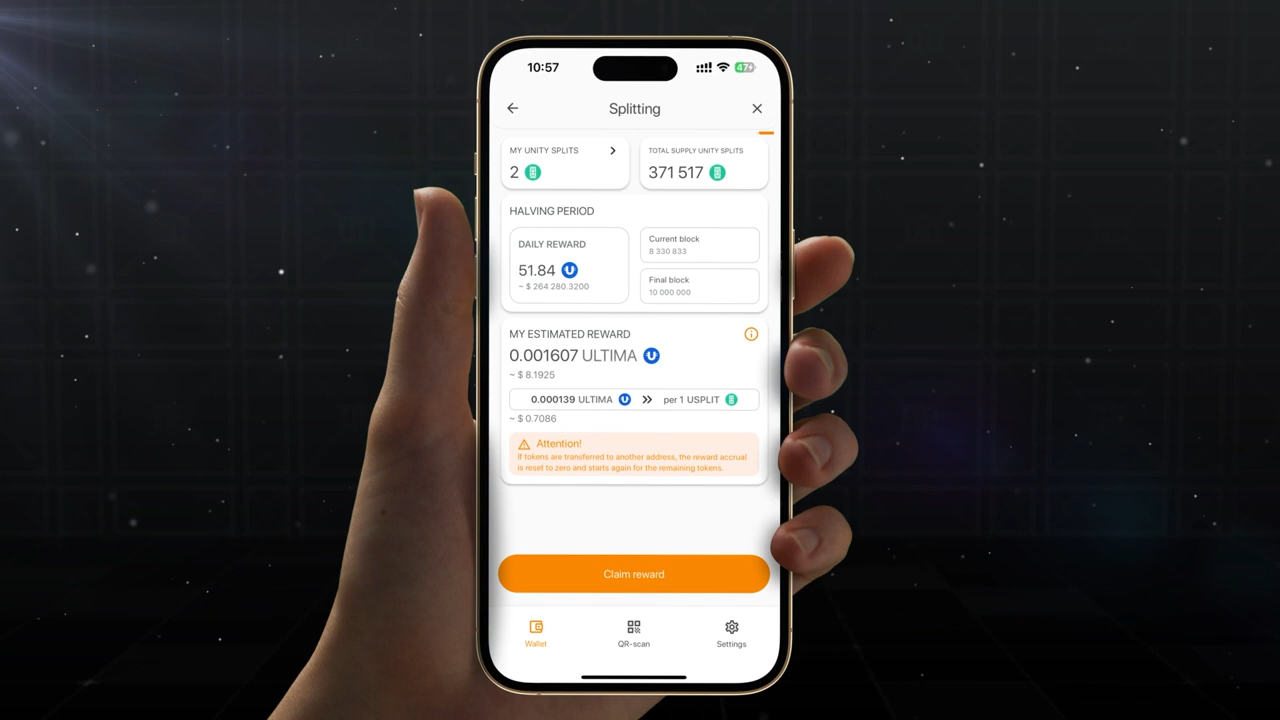 10:57
47
Splitting
MY UNITY SPLITS
2
TOTAL SUPPLY UNITY SPLITS
371 517
HALVING PERIOD
DAILY REWARD
51.84
~ $ 264 280.3200
Current block
8 330 833
Final block
10 000 000
MY ESTIMATED REWARD
0.001607 ULTIMA
~ $ 8.1925
0.000139 ULTIMA >> per 1 USPLIT
~ $ 0.7086
Attention!
If tokens are transferred to another address, the reward accrual
is reset to zero and starts again for the remaining tokens.
Claim reward
Wallet
QR-scan
Settings